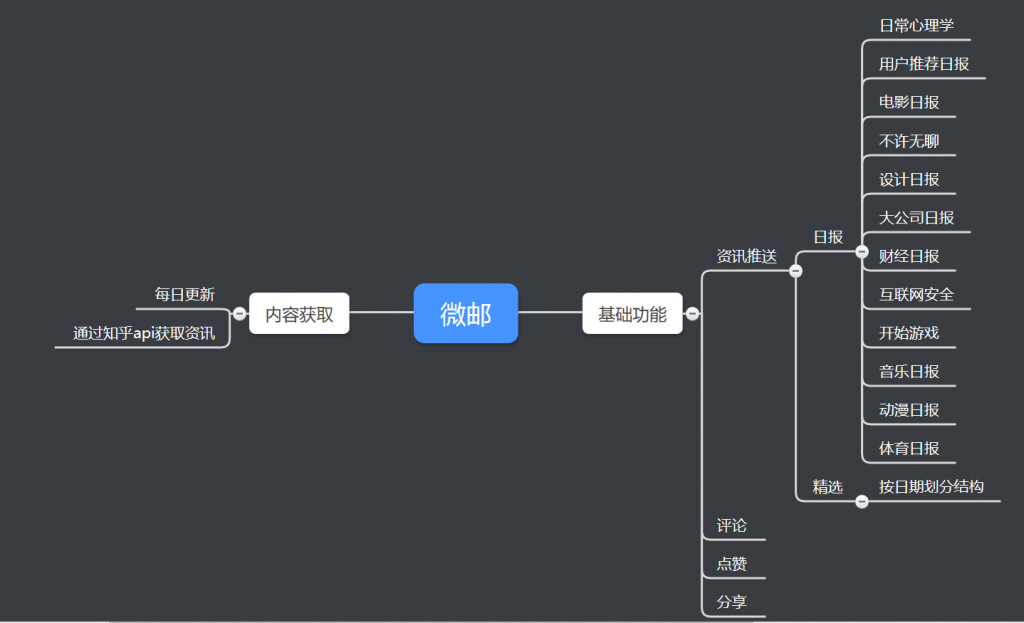 微邮
内容获取
每日更新
通过知乎api获取资讯
基础功能
资讯推送
日报
日常心理学
用户推荐日报
电影日报
不许无聊
设计日报
大公司日报
财经日报
互联网安全
开始游戏
音乐日报
动漫日报
体育日报
精选
按日期划分结构
评论
点赞
分享